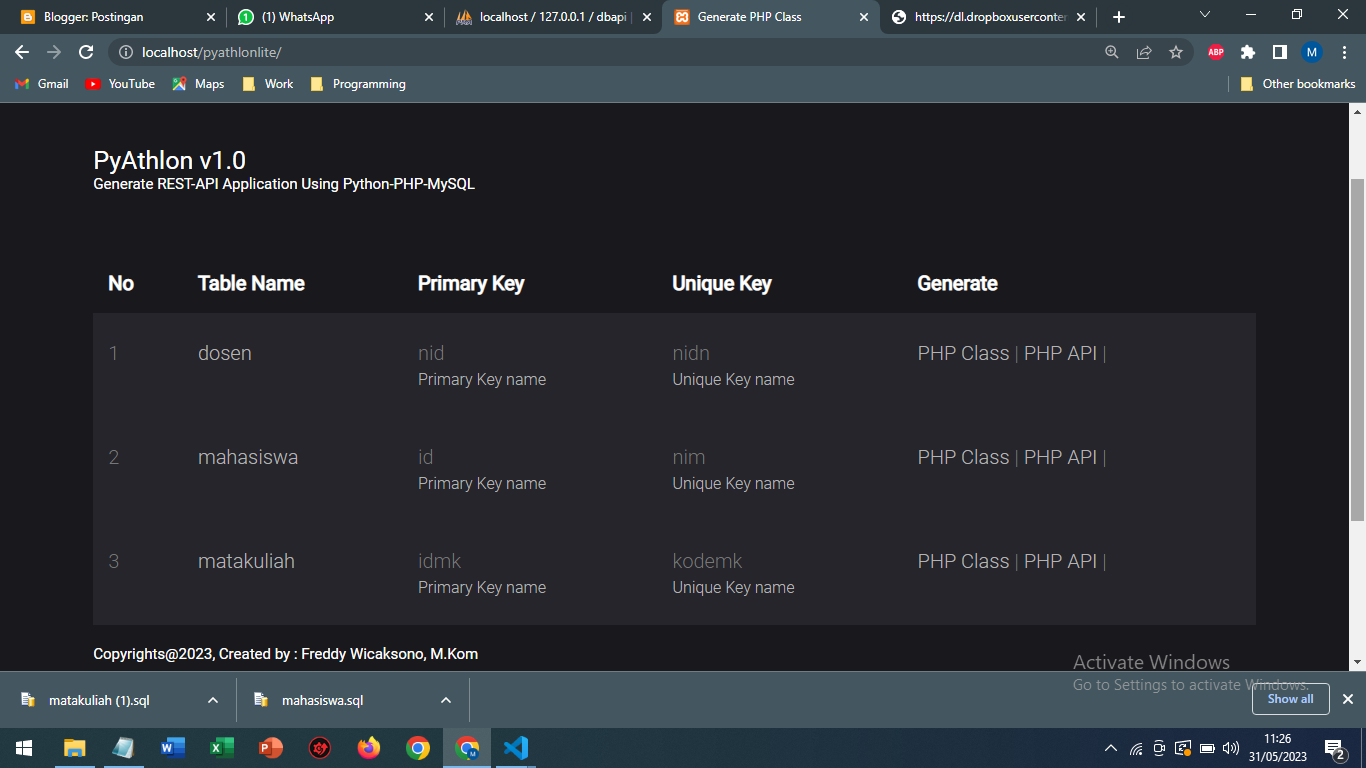 Blogger: Postingan
(1) WhatsApp
localhost / 127.0.0.1 / dbapi |
Generate PHP Class
https://dl.dropboxuserconter
localhost/pyathlonlite/
ABP
M
Gmail
YouTube
Maps
Work
Programming
Other bookmarks
PyAthlon v1.0
Generate REST-API Application Using Python-PHP-MySQL
No Table Name Primary Key Unique Key Generate
1 dosen nid nidn PHP Class | PHP API |
Primary Key name Unique Key name
2 mahasiswa id nim PHP Class | PHP API |
Primary Key name Unique Key name
3 matakuliah idmk kodemk PHP Class | PHP API |
Primary Key name Unique Key name
Copyrights@2023, Created by : Freddy Wicaksono, M.Kom
Activate Windows
Go to Settings to activate Windows.
matakuliah (1).sql
mahasiswa.sql
Show all
11:26
31/05/2023
2